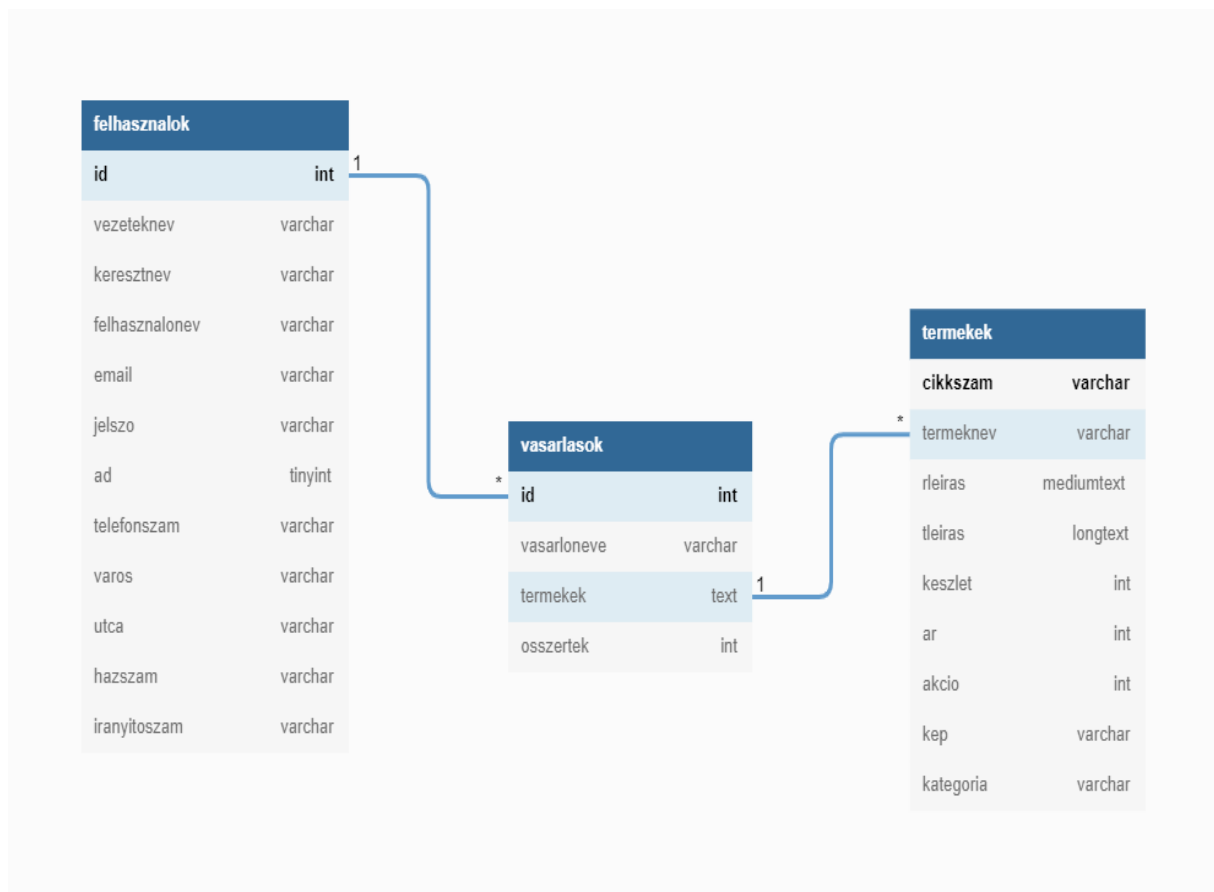 felhasznalok
id int 1
vezeteknev varchar
keresztnev varchar
felhasznalonev varchar
email varchar
jelszo varchar
ad tinyint
telefonszam varchar
varos varchar
utca varchar
hazszam varchar
iranyitoszam varchar
vasarlasok
* id int
vasarloneve varchar
termekek text 1
osszertek int
termekek
cikkszam varchar
* termeknev varchar
rleiras mediumtext
tleiras longtext
keszlet int
ar int
akcio int
kep varchar
kategoria varchar